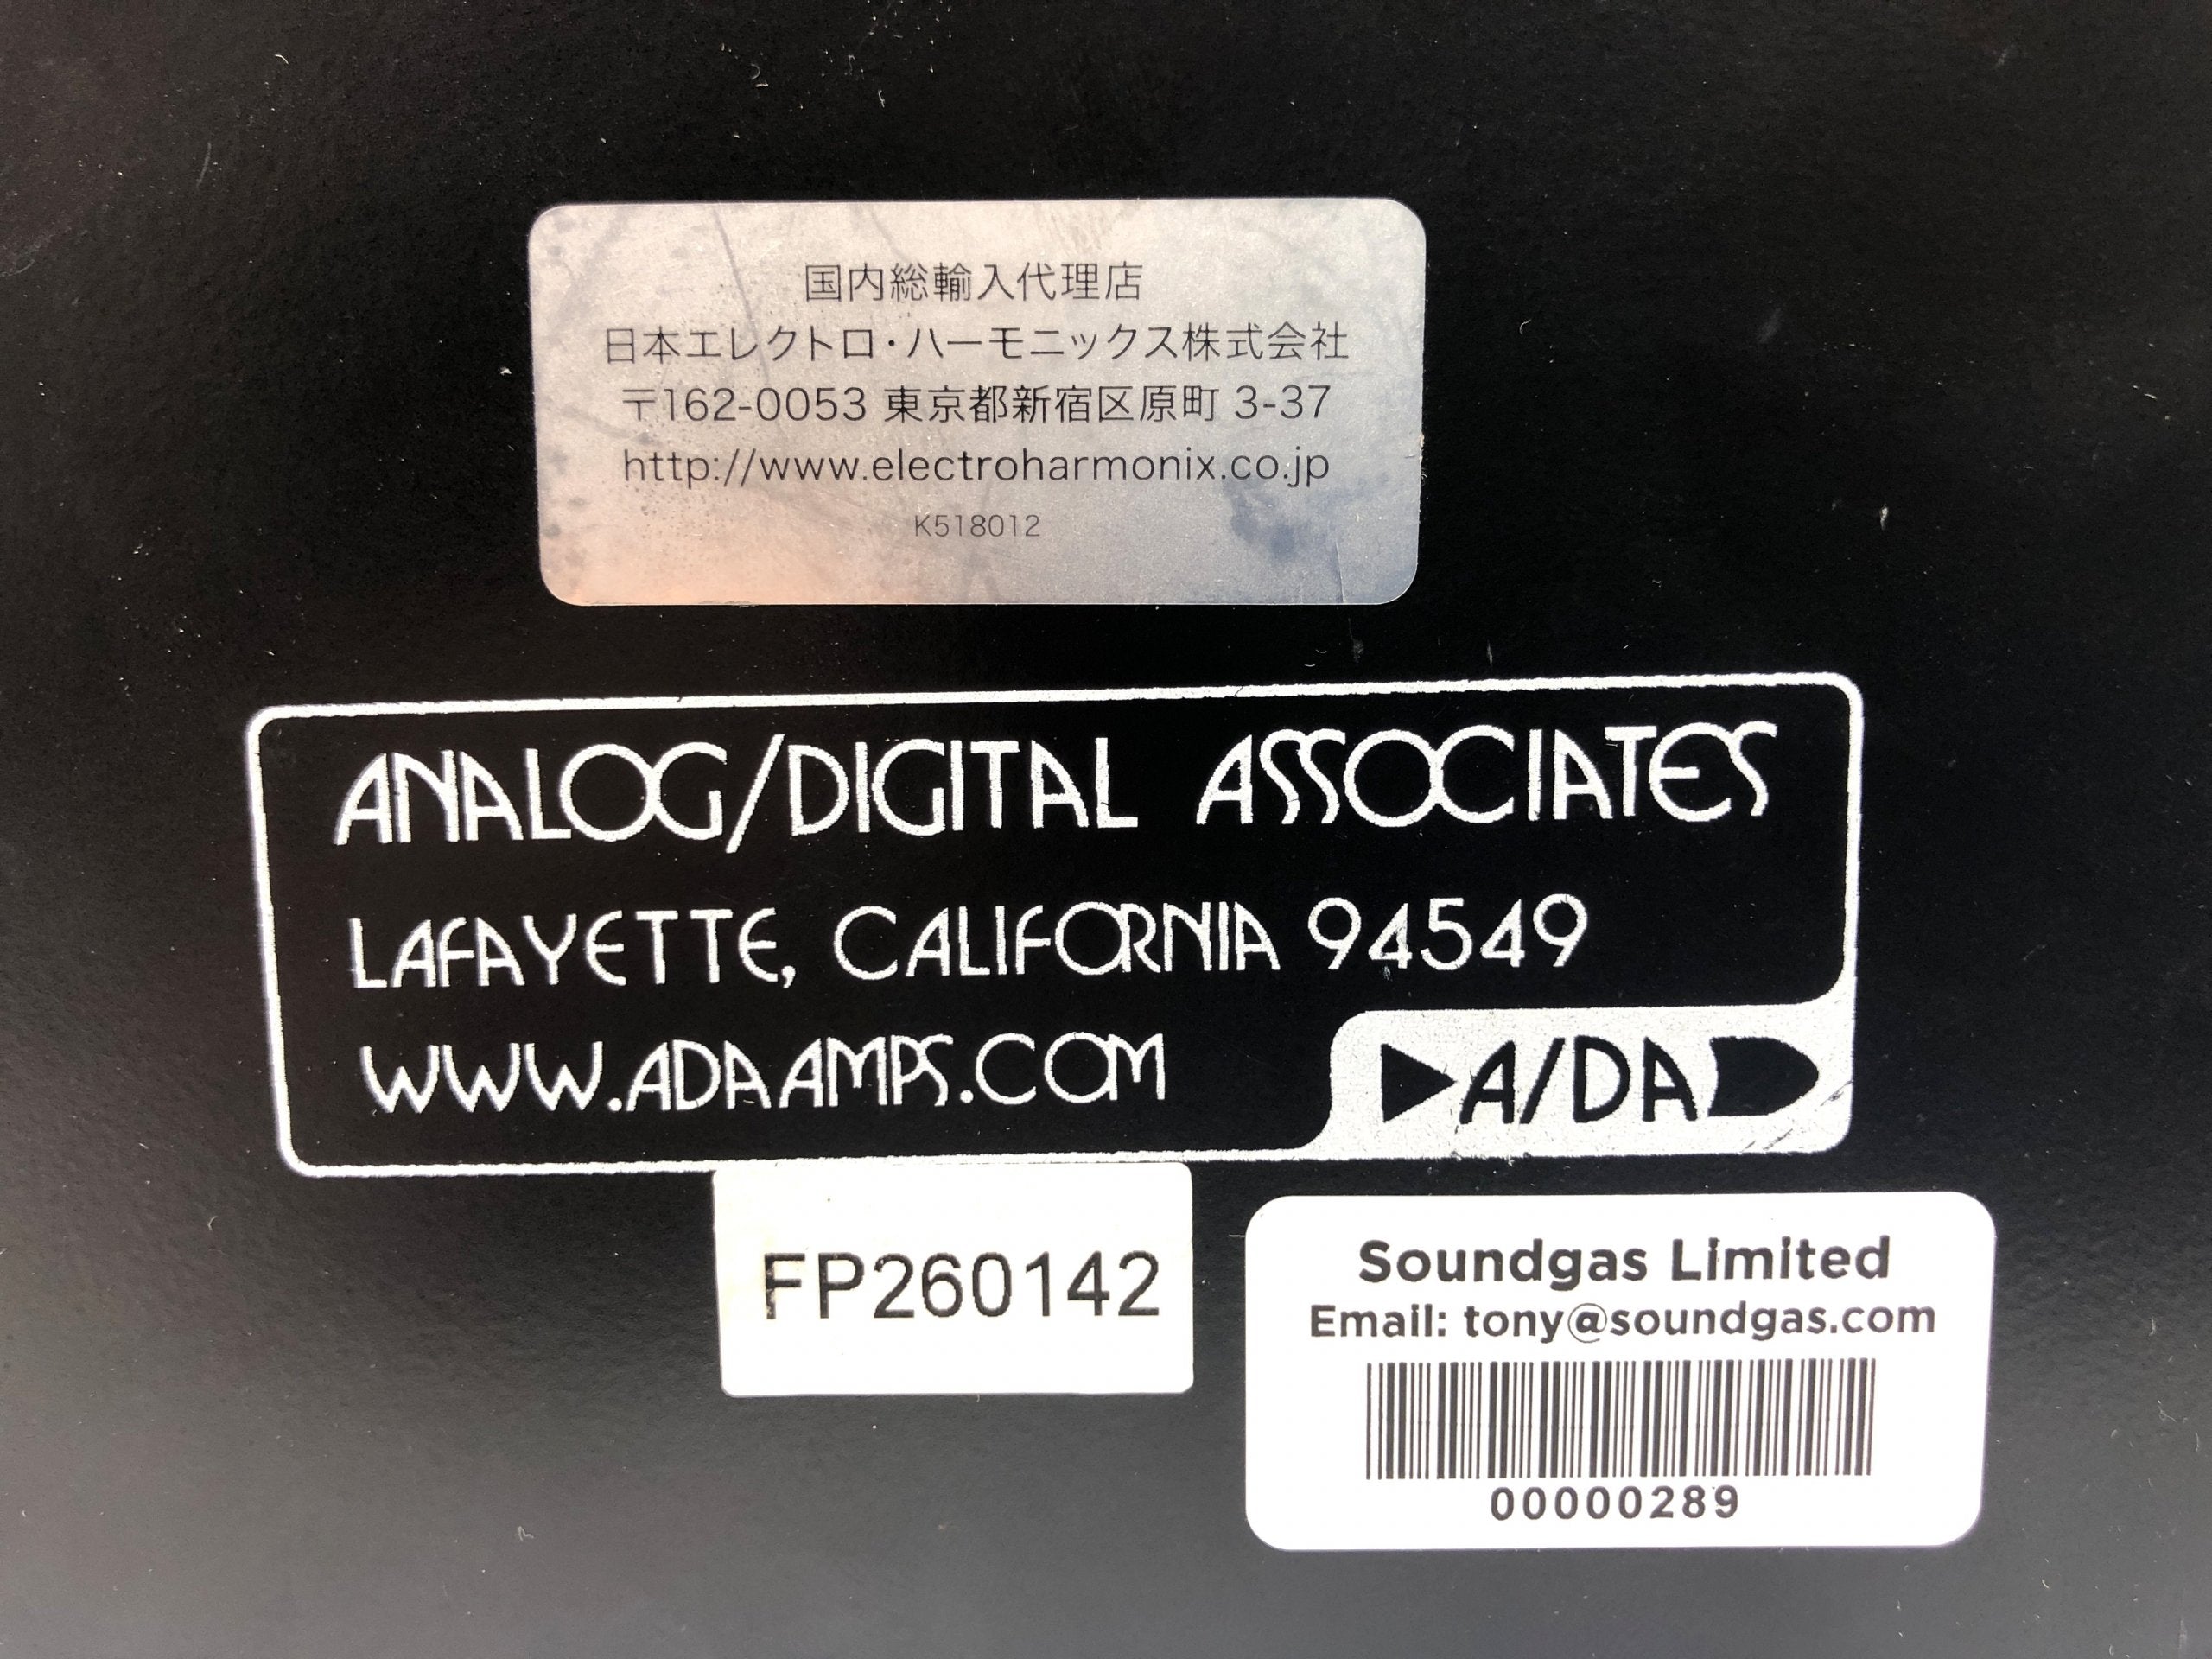 国内総輸入代理店
日本エレクトロ・ハーモニックス株式会社
〒162-0053 東京都新宿区原町 3-37
http://www.electroharmonix.co.jp
K518012
ANALOG/DIGITAL ASSOCIATES
LAFAYETTE, CALIFORNIA 94549
WWW.ADAAMPS.COM
A/DA
FP260142
Soundgas Limited
Email: tony@soundgas.com
00000289